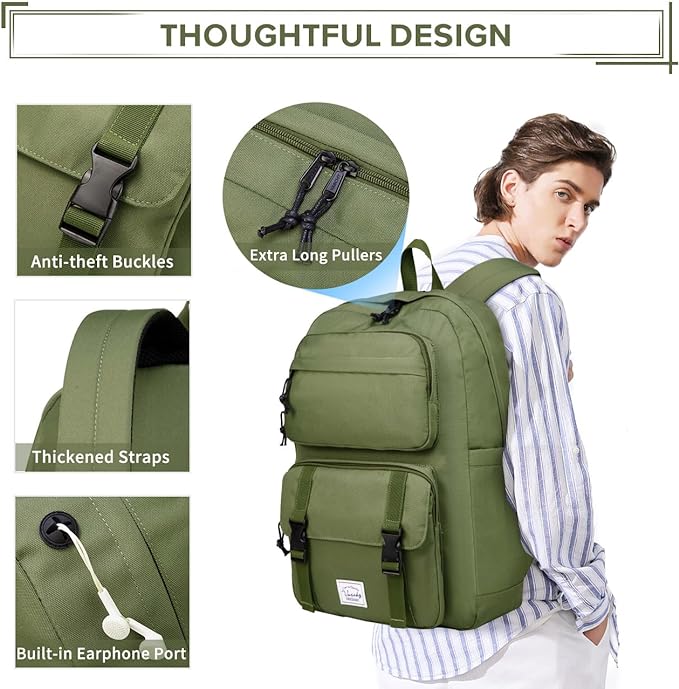 THOUGHTFUL DESIGN
Anti-theft Buckles
Extra Long Pullers
Thickened Straps
Built-in Earphone Port